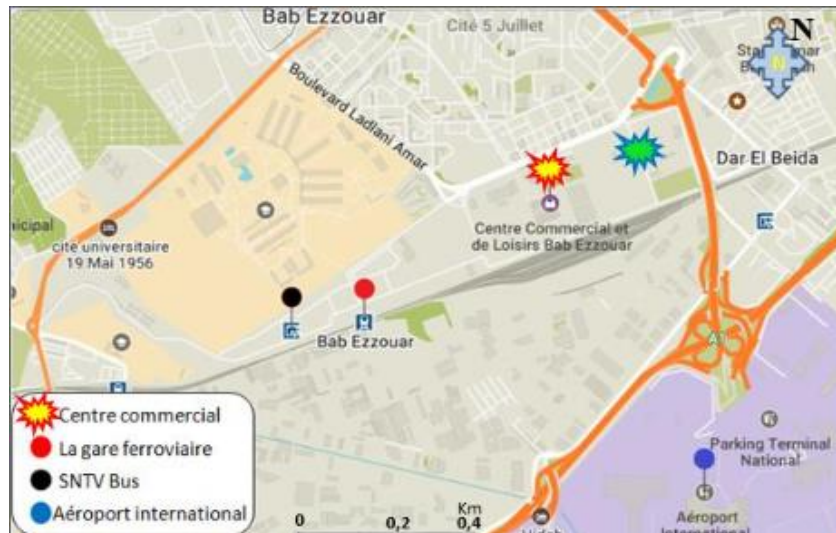 Bab Ezzouar
Cité 5 Juillet
N
N
Boulevard Ladlani Amar
Dar El Beida
Centre Commercial et
de Loisirs Bab Ezzouar
cité universitaire
19 Mai 1956
Bab Ezzouar
Parking Terminal
National
Aéroport
International
Centre commercial
La gare ferroviaire
SNTV Bus
Aéroport international
Km
0 0,2 0,4